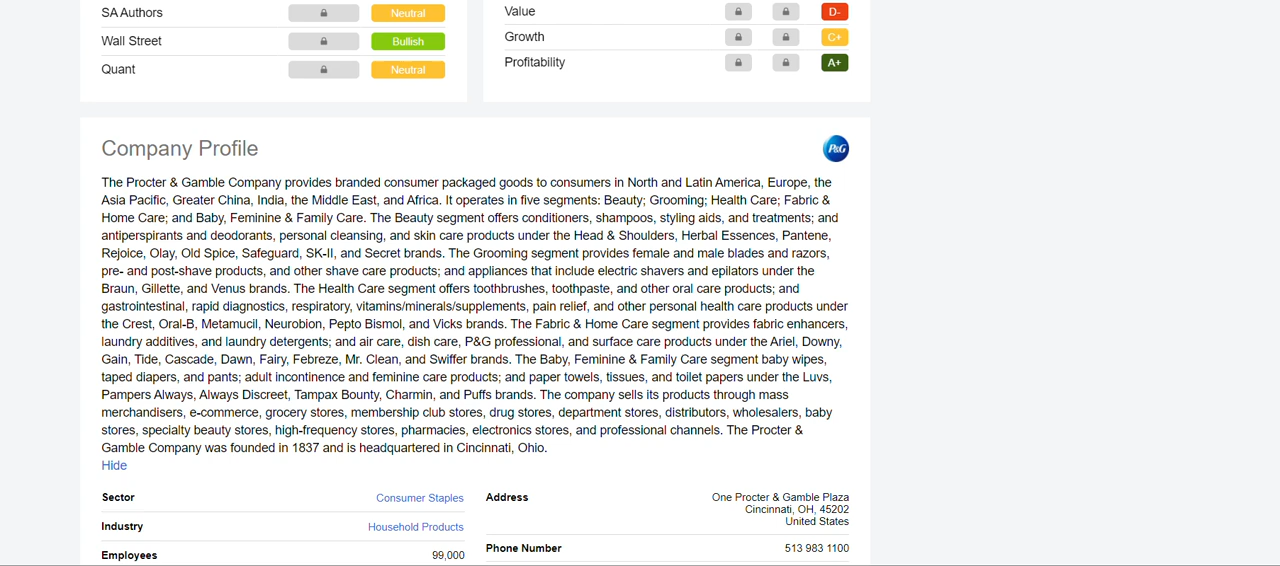 SA Authors Neutral
Wall Street Bullish
Quant Neutral
Value D-
Growth C+
Profitability A+
Company Profile
P&G
The Procter & Gamble Company provides branded consumer packaged goods to consumers in North and Latin America, Europe, the
Asia Pacific, Greater China, India, the Middle East, and Africa. It operates in five segments: Beauty; Grooming; Health Care; Fabric &
Home Care; and Baby, Feminine & Family Care. The Beauty segment offers conditioners, shampoos, styling aids, and treatments; and
antiperspirants and deodorants, personal cleansing, and skin care products under the Head & Shoulders, Herbal Essences, Pantene,
Rejoice, Olay, Old Spice, Safeguard, SK-II, and Secret brands. The Grooming segment provides female and male blades and razors,
pre- and post-shave products, and other shave care products; and appliances that include electric shavers and epilators under the
Braun, Gillette, and Venus brands. The Health Care segment offers toothbrushes, toothpaste, and other oral care products; and
gastrointestinal, rapid diagnostics, respiratory, vitamins/minerals/supplements, pain relief, and other personal health care products under
the Crest, Oral-B, Metamucil, Neurobion, Pepto Bismol, and Vicks brands. The Fabric & Home Care segment provides fabric enhancers,
laundry additives, and laundry detergents; and air care, dish care, P&G professional, and surface care products under the Ariel, Downy,
Gain, Tide, Cascade, Dawn, Fairy, Febreze, Mr. Clean, and Swiffer brands. The Baby, Feminine & Family Care segment baby wipes,
taped diapers, and pants; adult incontinence and feminine care products; and paper towels, tissues, and toilet papers under the Luvs,
Pampers Always, Always Discreet, Tampax Bounty, Charmin, and Puffs brands. The company sells its products through mass
merchandisers, e-commerce, grocery stores, membership club stores, drug stores, department stores, distributors, wholesalers, baby
stores, specialty beauty stores, high-frequency stores, pharmacies, electronics stores, and professional channels. The Procter &
Gamble Company was founded in 1837 and is headquartered in Cincinnati, Ohio.
Hide
Sector Consumer Staples
Industry Household Products
Employees 99,000
Address One Procter & Gamble Plaza
Cincinnati, OH, 45202
United States
Phone Number 513 983 1100